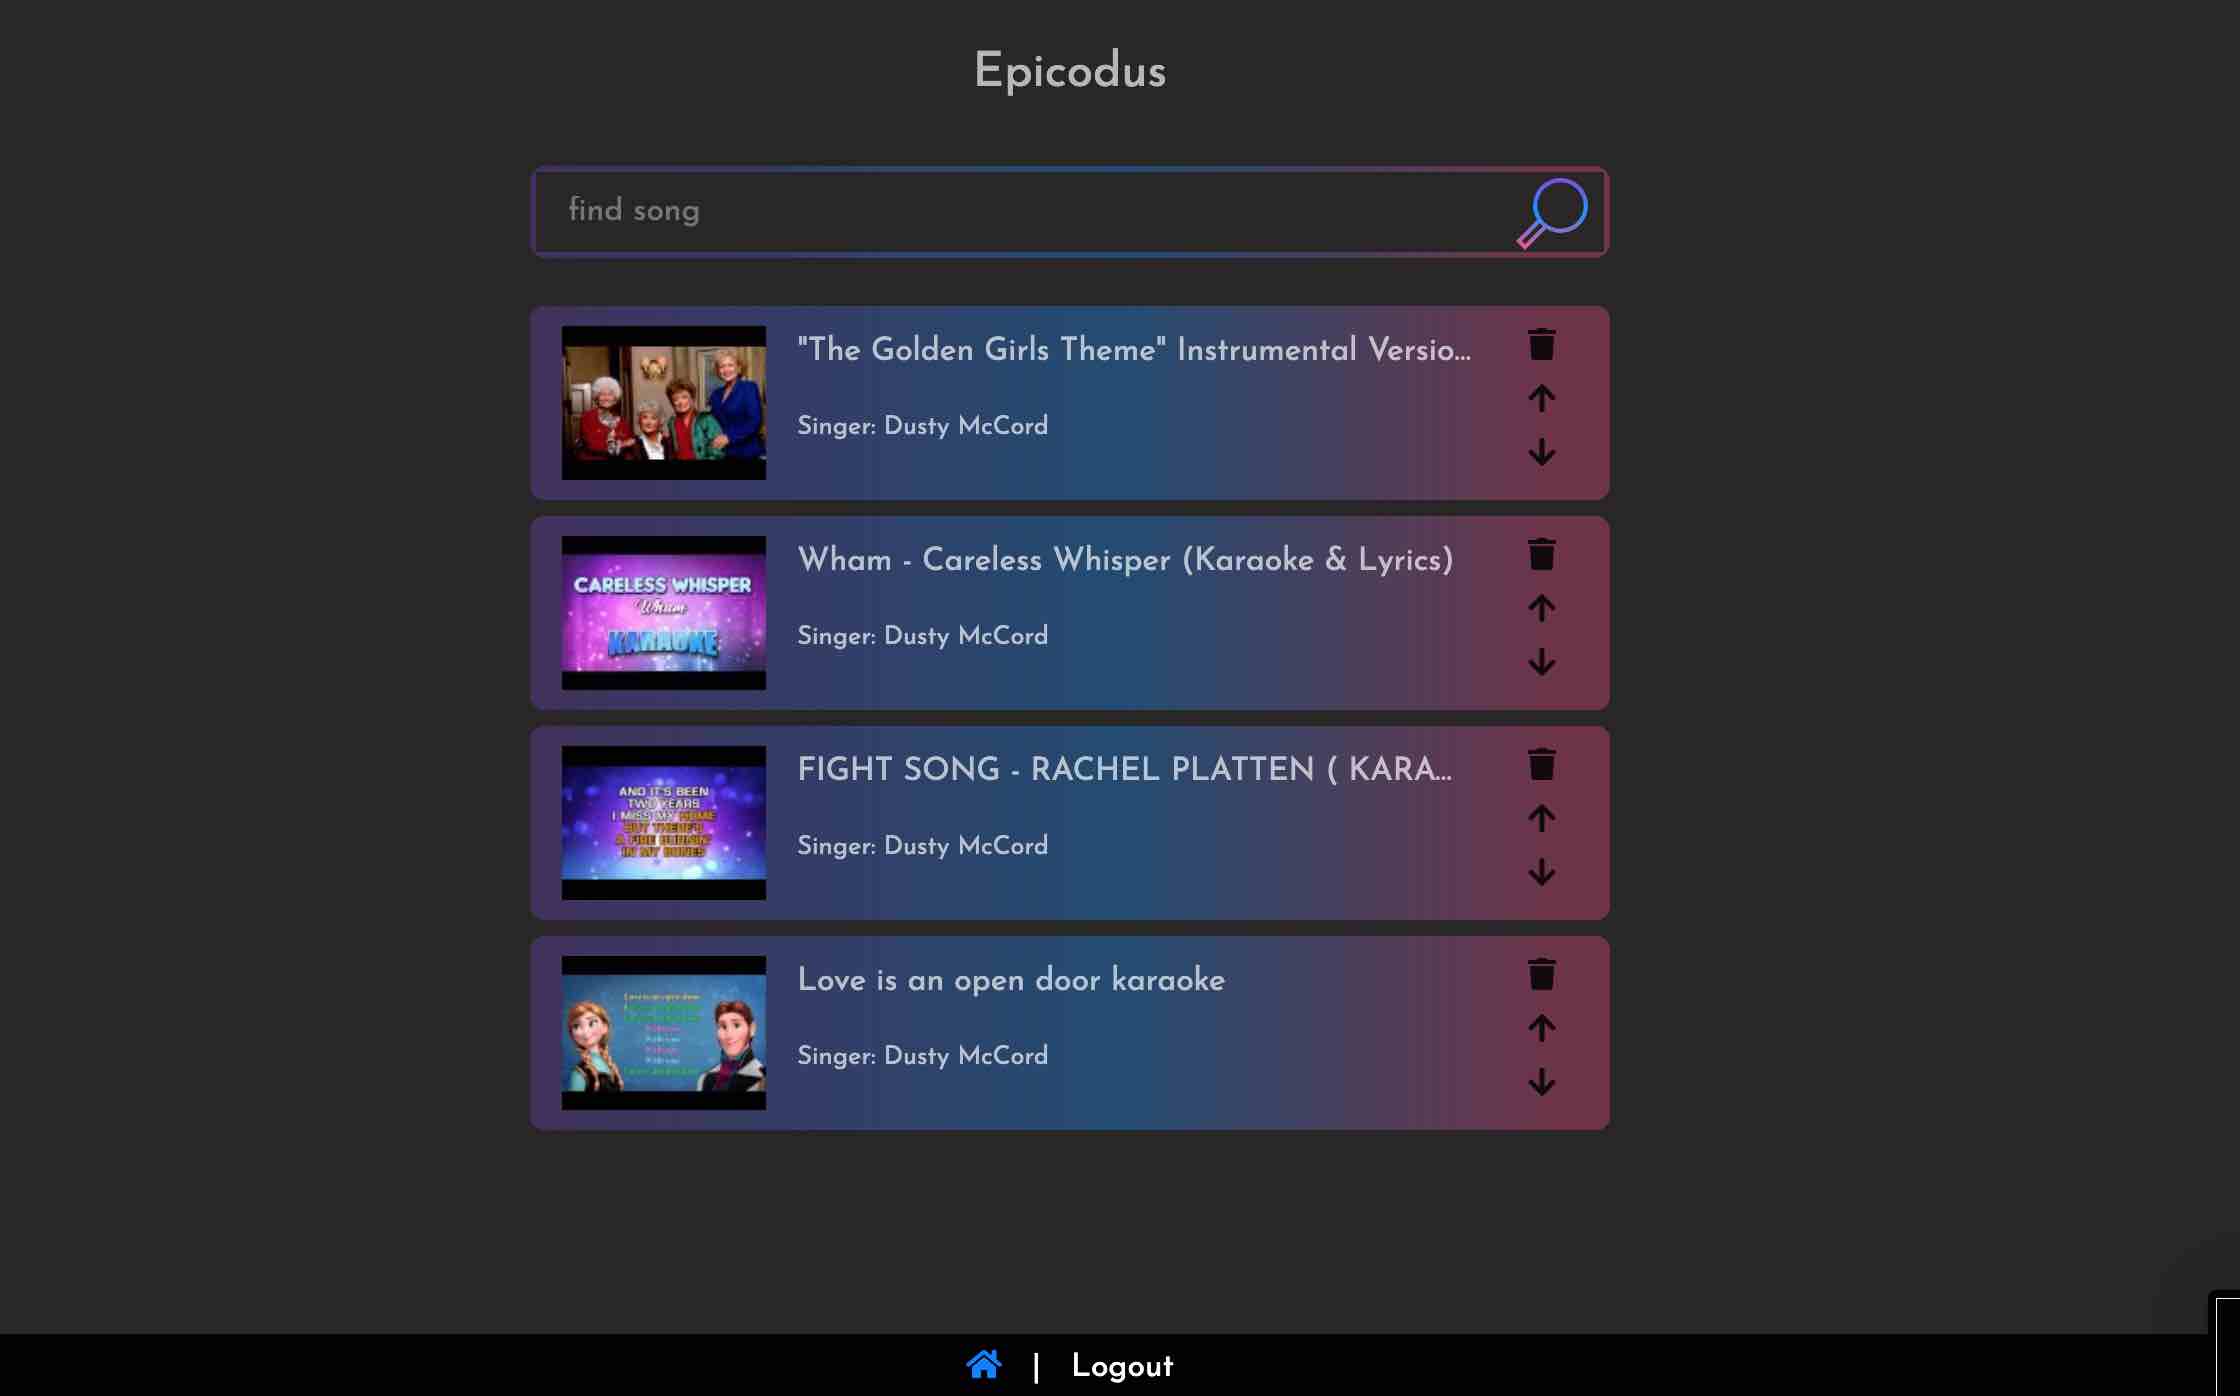 Epicodus
find song
"The Golden Girls Theme" Instrumental Versio...
Singer: Dusty McCord
CARELESS WHISPER
Wham
KARAOKE
Wham - Careless Whisper (Karaoke & Lyrics)
Singer: Dusty McCord
AND IT'S BEEN
TWO YEARS
I MISS MY HOME
BUT THERE'S
A FIRE BURNING
IN MY BONES
FIGHT SONG - RACHEL PLATTEN ( KARA...
Singer: Dusty McCord
Love is an open door karaoke
Singer: Dusty McCord
| Logout